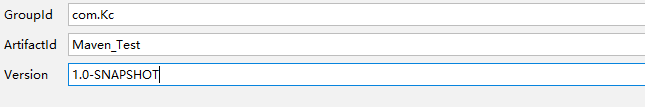 GroupId com.Kc
ArtifactId Maven_Test
Version 1.0-SNAPSHOT